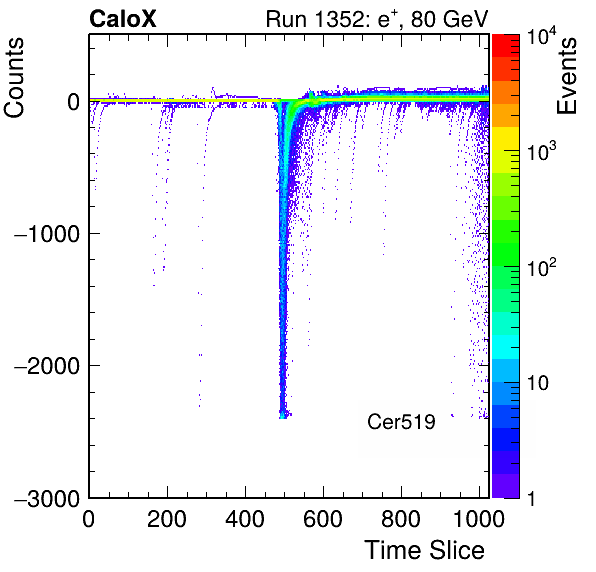 CaloX Run 1352: e⁺, 80 GeV
Counts
Events
0
−1000
−2000
−3000
10⁴
10³
10²
10
1
Cer519
0 200 400 600 800 1000
Time Slice